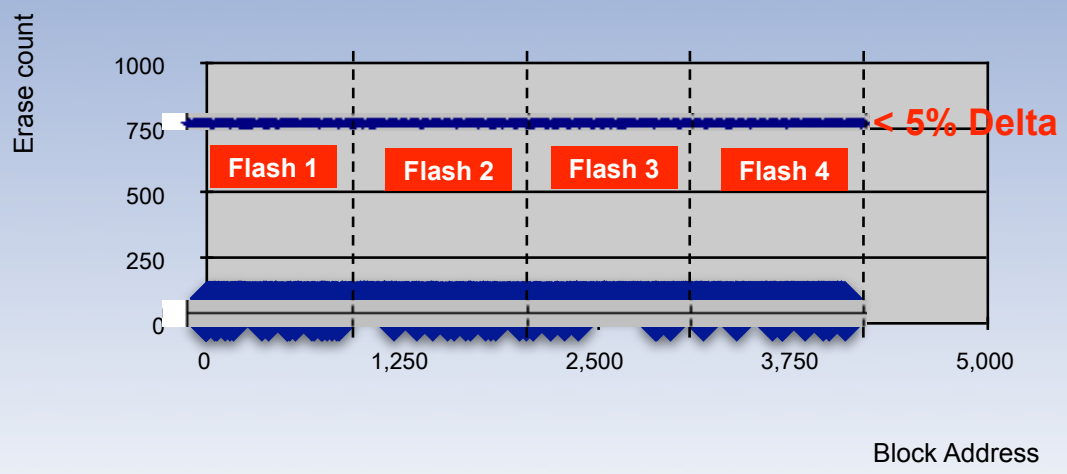 Erase count
1000
750
< 5% Delta
Flash 1
Flash 2
Flash 3
Flash 4
500
250
0
0
1,250
2,500
3,750
5,000
Block Address